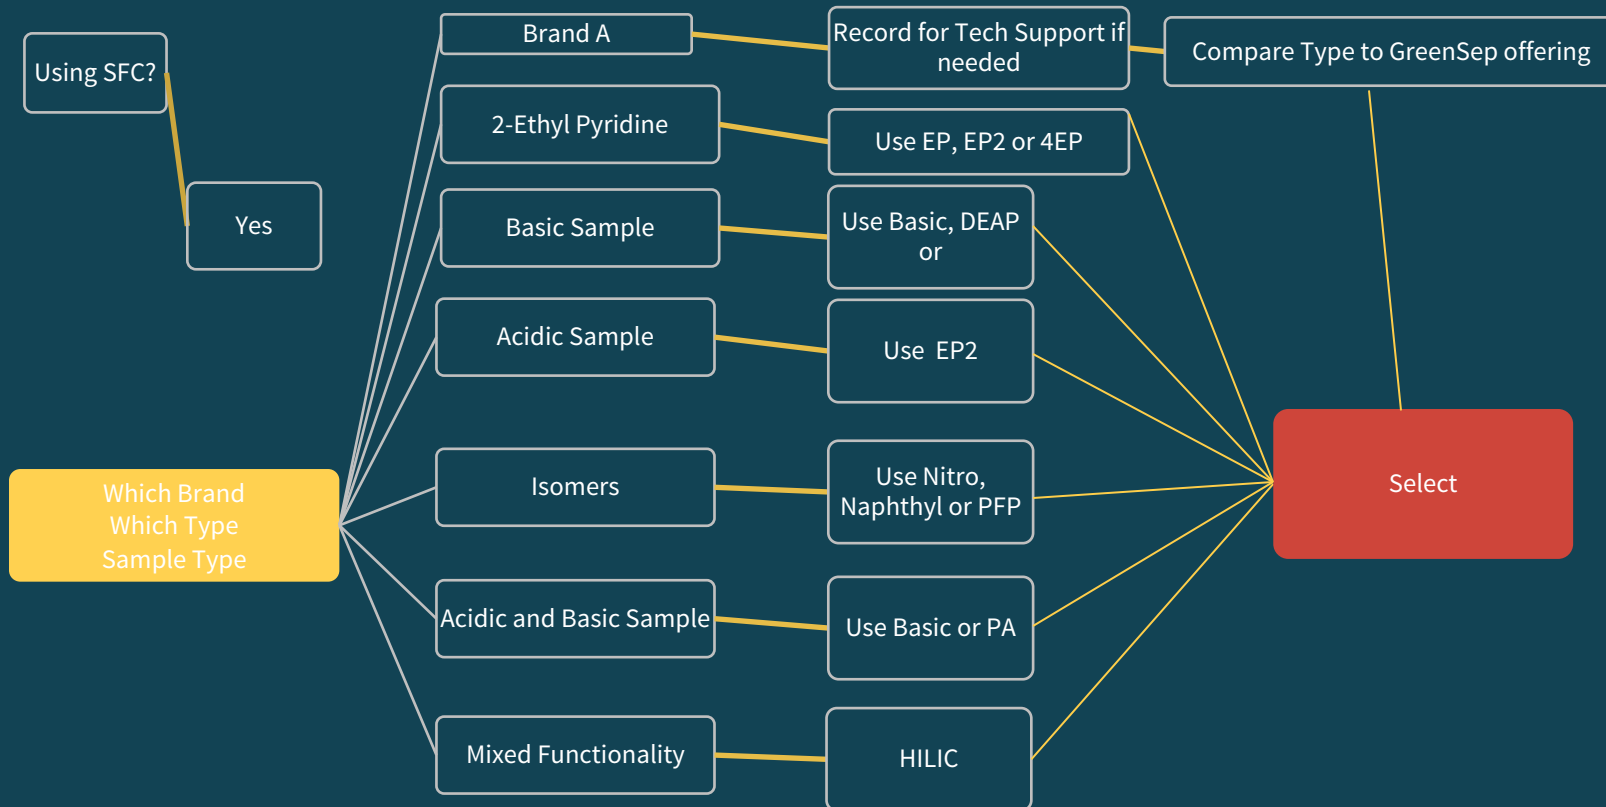 Using SFC?
Yes
Which Brand
Which Type
Sample Type
Brand A
Record for Tech Support if
needed
Compare Type to GreenSep offering
2-Ethyl Pyridine
Use EP, EP2 or 4EP
Basic Sample
Use Basic, DEAP
or
Acidic Sample
Use  EP2
Isomers
Use Nitro,
Naphthyl or PFP
Acidic and Basic Sample
Use Basic or PA
Mixed Functionality
HILIC
Select